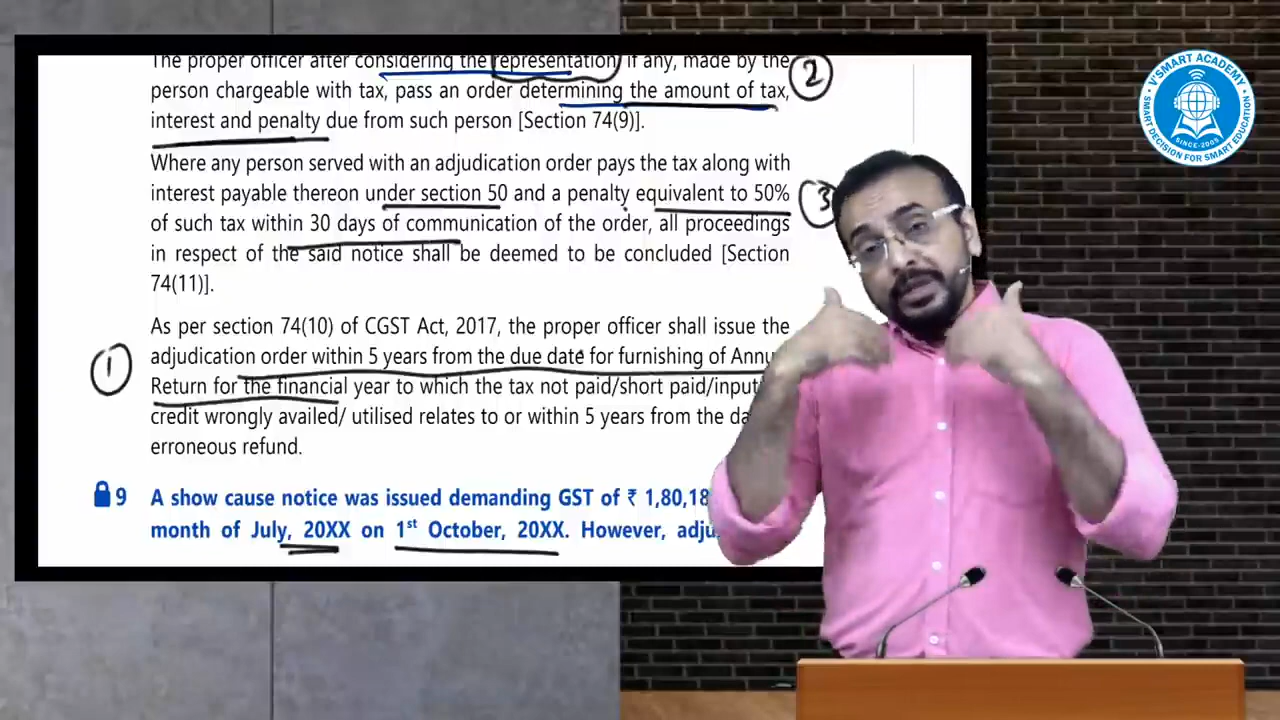 The proper officer after considering the representation, if any, made by the
person chargeable with tax, pass an order determining the amount of tax,
interest and penalty due from such person [Section 74(9)].
2
Where any person served with an adjudication order pays the tax along with
interest payable thereon under section 50 and a penalty equivalent to 50%
of such tax within 30 days of communication of the order, all proceedings
in respect of the said notice shall be deemed to be concluded [Section
74(11)].
3
As per section 74(10) of CGST Act, 2017, the proper officer shall issue the
adjudication order within 5 years from the due date for furnishing of Annu
Return for the financial year to which the tax not paid/short paid/input
credit wrongly availed/ utilised relates to or within 5 years from the da
erroneous refund.
1
9 A show cause notice was issued demanding GST of ₹ 1,80,18
month of July, 20XX on 1st October, 20XX. However, adju
V'SMART ACADEMY
SINCE-2003
SMART DECISION FOR SMART EDUCATION